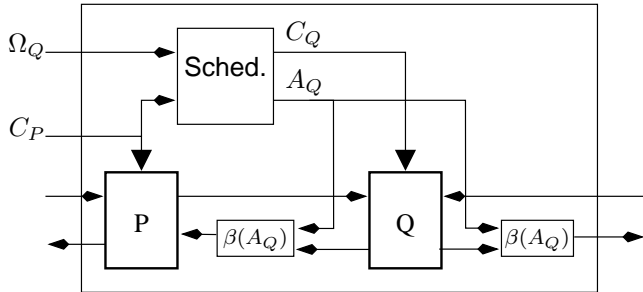 Ω_Q
C_Q
Sched.
A_Q
C_P
P
Q
β(A_Q)
β(A_Q)